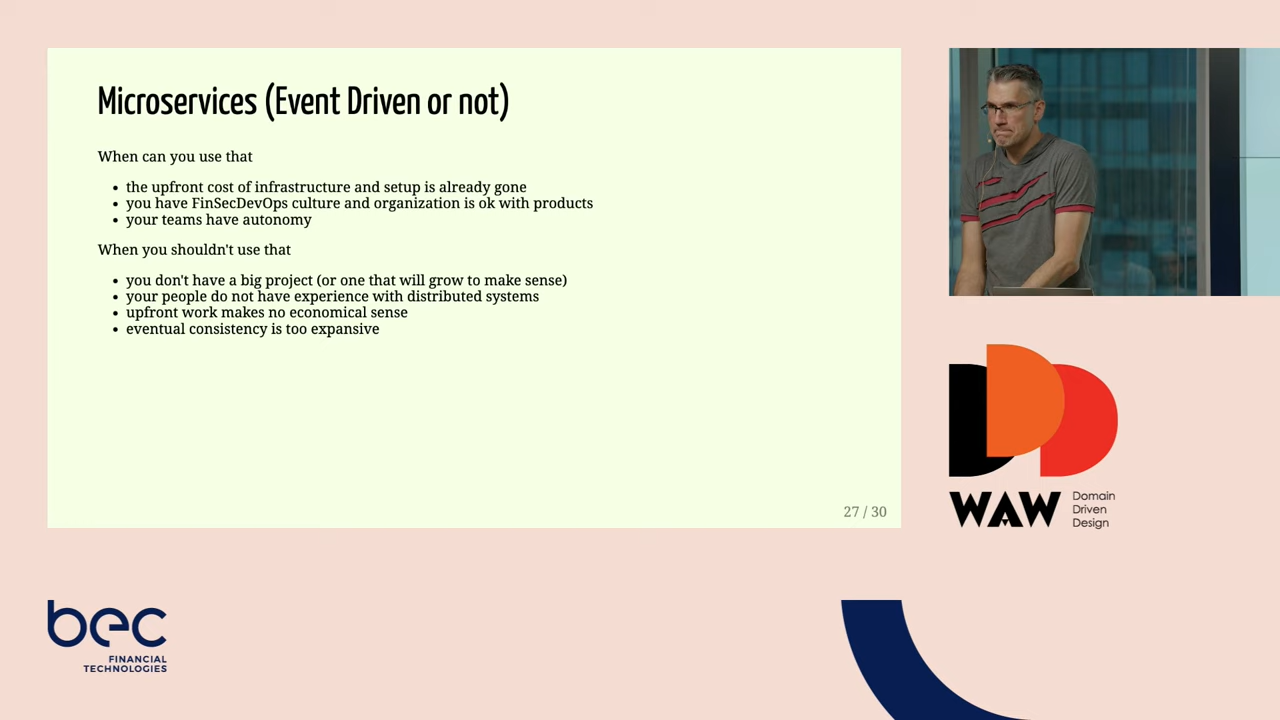 Microservices (Event Driven or not)
When can you use that
• the upfront cost of infrastructure and setup is already gone
• you have FinSecDevOps culture and organization is ok with products
• your teams have autonomy
When you shouldn't use that
• you don't have a big project (or one that will grow to make sense)
• your people do not have experience with distributed systems
• upfront work makes no economical sense
• eventual consistency is too expansive
27 / 30
DDD
WAW
Domain
Driven
Design
bec
FINANCIAL
TECHNOLOGIES